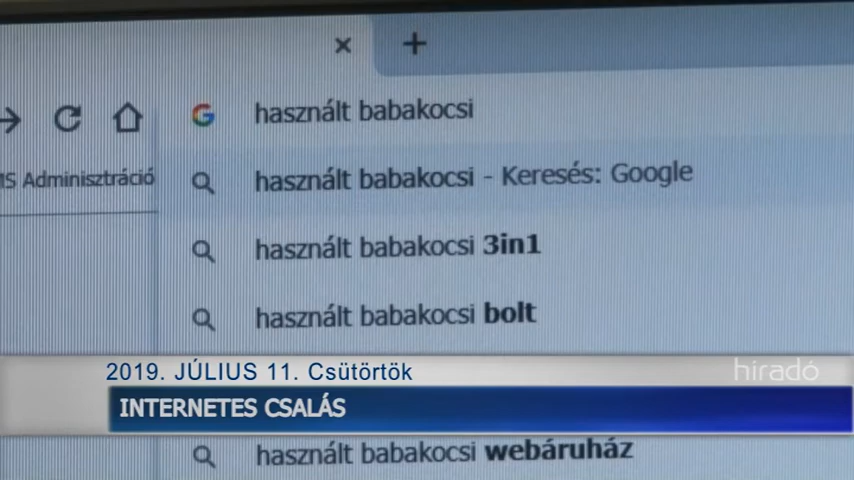 használt babakocsi
MS Adminisztráció
használt babakocsi - Keresés: Google
használt babakocsi 3in1
használt babakocsi bolt
2019. JÚLIUS 11. Csütörtök
híradó
INTERNETES CSALÁS
használt babakocsi webáruház